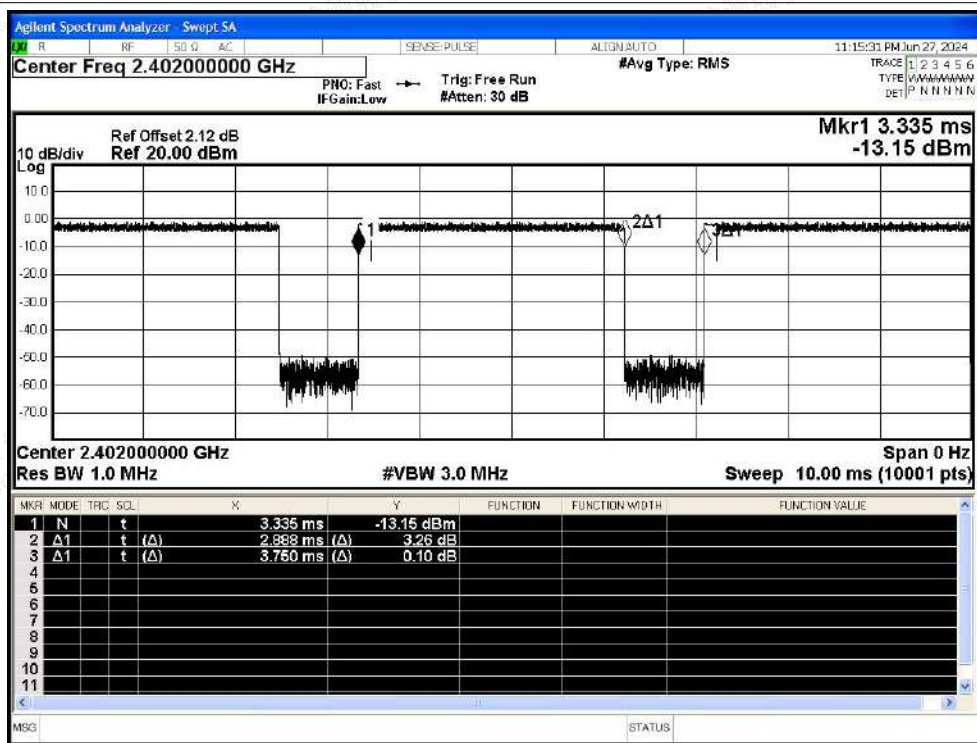 Agilent Spectrum Analyzer - Swept SA
LXI R RF 50 Ω AC SENSE:PULSE ALIGN AUTO 11:15:31 PM Jun 27, 2024
Center Freq 2.402000000 GHz #Avg Type: RMS TRACE 1 2 3 4 5 6
PNO: Fast Trig: Free Run TYPE WWWWWW
IFGain:Low #Atten: 30 dB DET P N N N N N
Mkr1 3.335 ms
Ref Offset 2.12 dB
10 dB/div Ref 20.00 dBm -13.15 dBm
Log
10.0
0.00
1 2Δ1 3Δ1
-10.0
-20.0
-30.0
-40.0
-50.0
-60.0
-70.0
Center 2.402000000 GHz Span 0 Hz
Res BW 1.0 MHz #VBW 3.0 MHz Sweep 10.00 ms (10001 pts)
MKR MODE TRC SCL X Y FUNCTION FUNCTION WIDTH FUNCTION VALUE
1 N t 3.335 ms -13.15 dBm
2 Δ1 t (Δ) 2.888 ms (Δ) 3.26 dB
3 Δ1 t (Δ) 3.750 ms (Δ) 0.10 dB
4
5
6
7
8
9
10
11
MSG STATUS